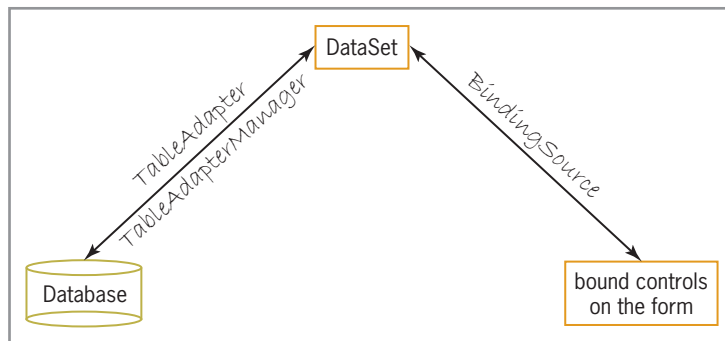 DataSet
TableAdapter
TableAdapterManager
BindingSource
Database
bound controls
on the form